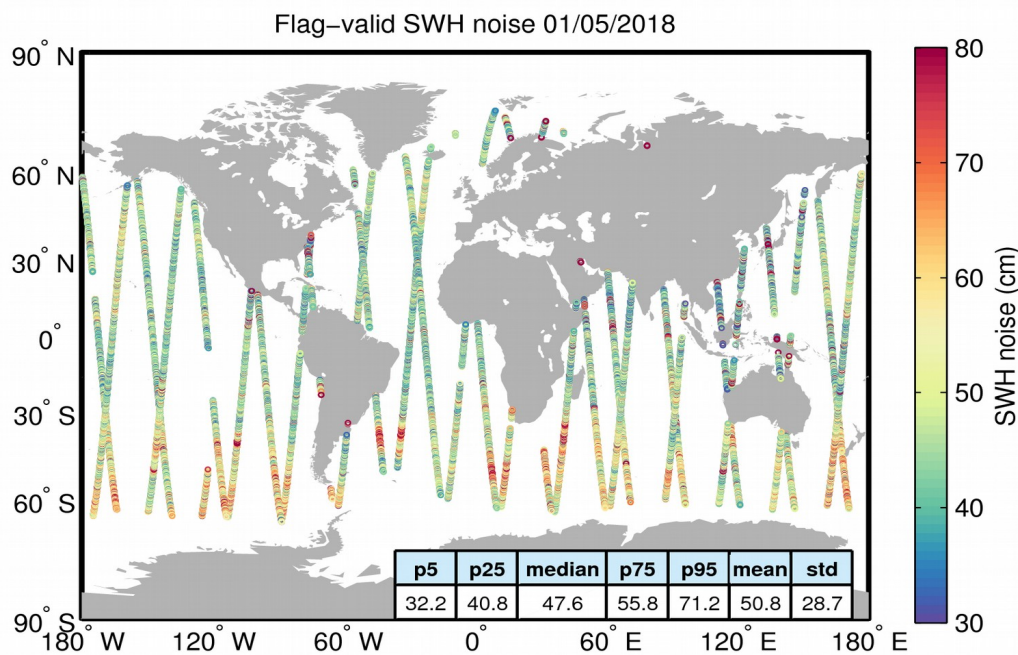 Flag−valid SWH noise 01/05/2018
90° N
60° N
30° N
0°
30° S
60° S
90° S
180° W
120° W
60° W
0°
60° E
120° E
180° E
80
70
60
50
40
30
SWH noise (cm)
p5 p25 median p75 p95 mean std
32.2 40.8 47.6 55.8 71.2 50.8 28.7